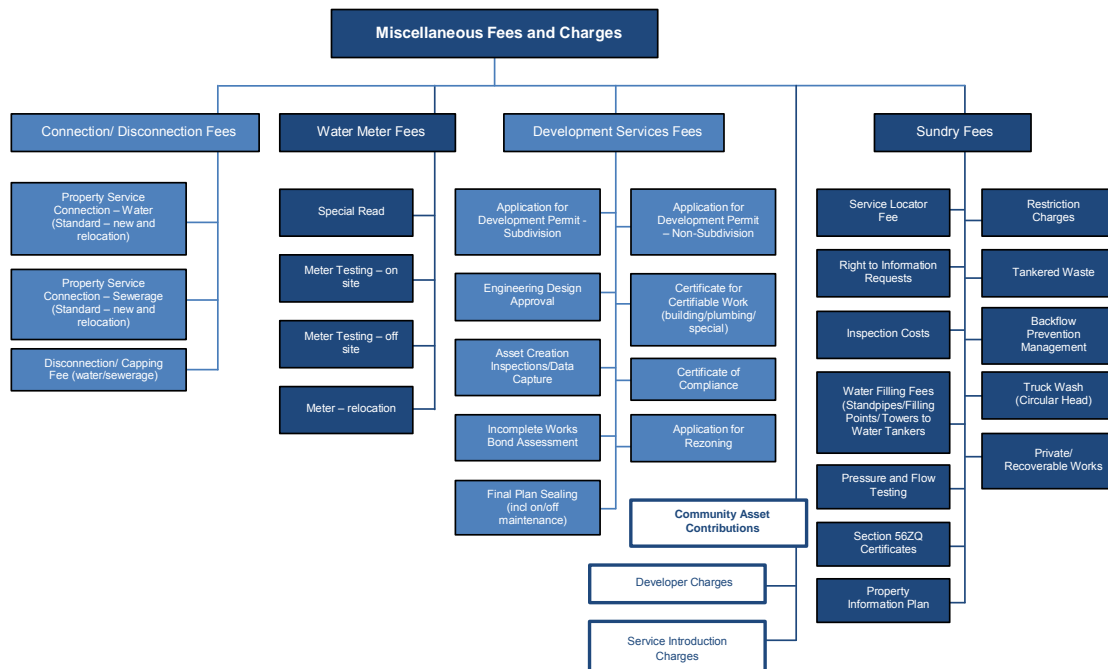 Miscellaneous Fees and Charges
Connection/ Disconnection Fees
Water Meter Fees
Development Services Fees
Sundry Fees
Property Service
Connection – Water
(Standard – new and
relocation)
Property Service
Connection – Sewerage
(Standard – new and
relocation)
Disconnection/ Capping
Fee (water/sewerage)
Special Read
Meter Testing – on
site
Meter Testing – off
site
Meter – relocation
Application for
Development Permit -
Subdivision
Engineering Design
Approval
Asset Creation
Inspections/Data
Capture
Incomplete Works
Bond Assessment
Final Plan Sealing
(incl on/off
maintenance)
Application for
Development Permit
– Non-Subdivision
Certificate for
Certifiable Work
(building/plumbing/
special)
Certificate of
Compliance
Application for
Rezoning
Community Asset
Contributions
Developer Charges
Service Introduction
Charges
Service Locator
Fee
Right to Information
Requests
Inspection Costs
Water Filling Fees
(Standpipes/Filling
Points/ Towers to
Water Tankers
Pressure and Flow
Testing
Section 56ZQ
Certificates
Property
Information Plan
Restriction
Charges
Tankered Waste
Backflow
Prevention
Management
Truck Wash
(Circular Head)
Private/
Recoverable Works